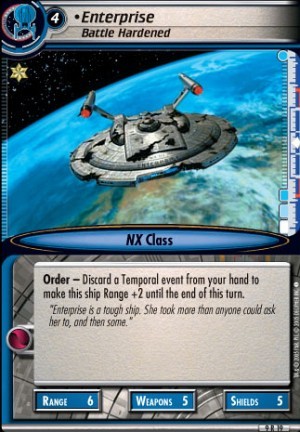 4
•Enterprise
Battle Hardened
NX Class
Order – Discard a Temporal event from your hand to
make this ship Range +2 until the end of this turn.
"Enterprise is a tough ship. She took more than anyone could ask
her to, and then some."
RANGE 6 WEAPONS 5 SHIELDS 5